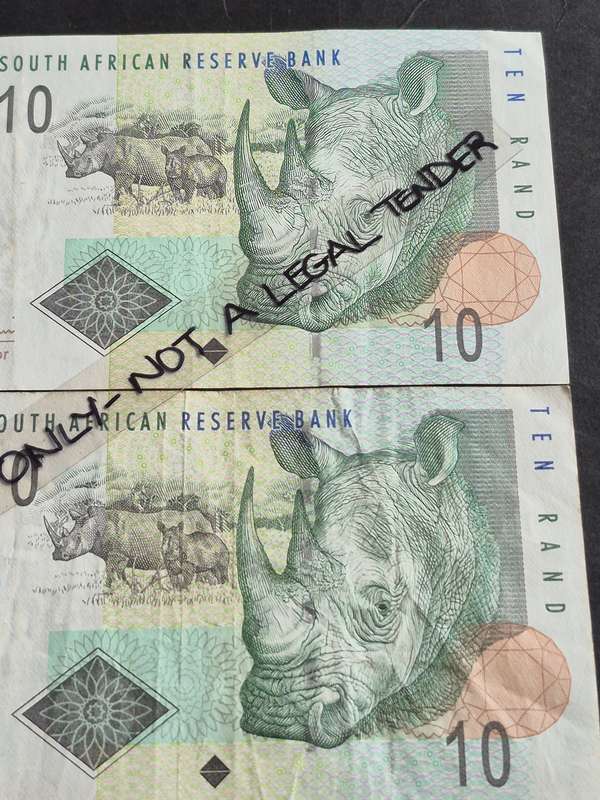 SOUTH AFRICAN RESERVE BANK
10
TEN RAND
10
ONLY- NOT A LEGAL TENDER
OUTH AFRICAN RESERVE BANK
TEN RAND
10